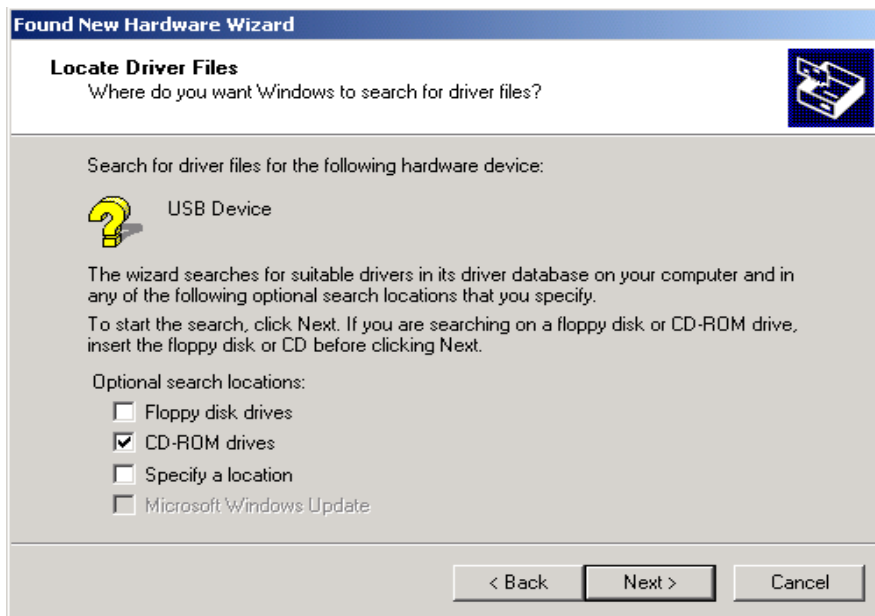 Found New Hardware Wizard
Locate Driver Files
Where do you want Windows to search for driver files?
Search for driver files for the following hardware device:
USB Device
The wizard searches for suitable drivers in its driver database on your computer and in
any of the following optional search locations that you specify.
To start the search, click Next. If you are searching on a floppy disk or CD-ROM drive,
insert the floppy disk or CD before clicking Next.
Optional search locations:
Floppy disk drives
CD-ROM drives
Specify a location
Microsoft Windows Update
< Back Next > Cancel